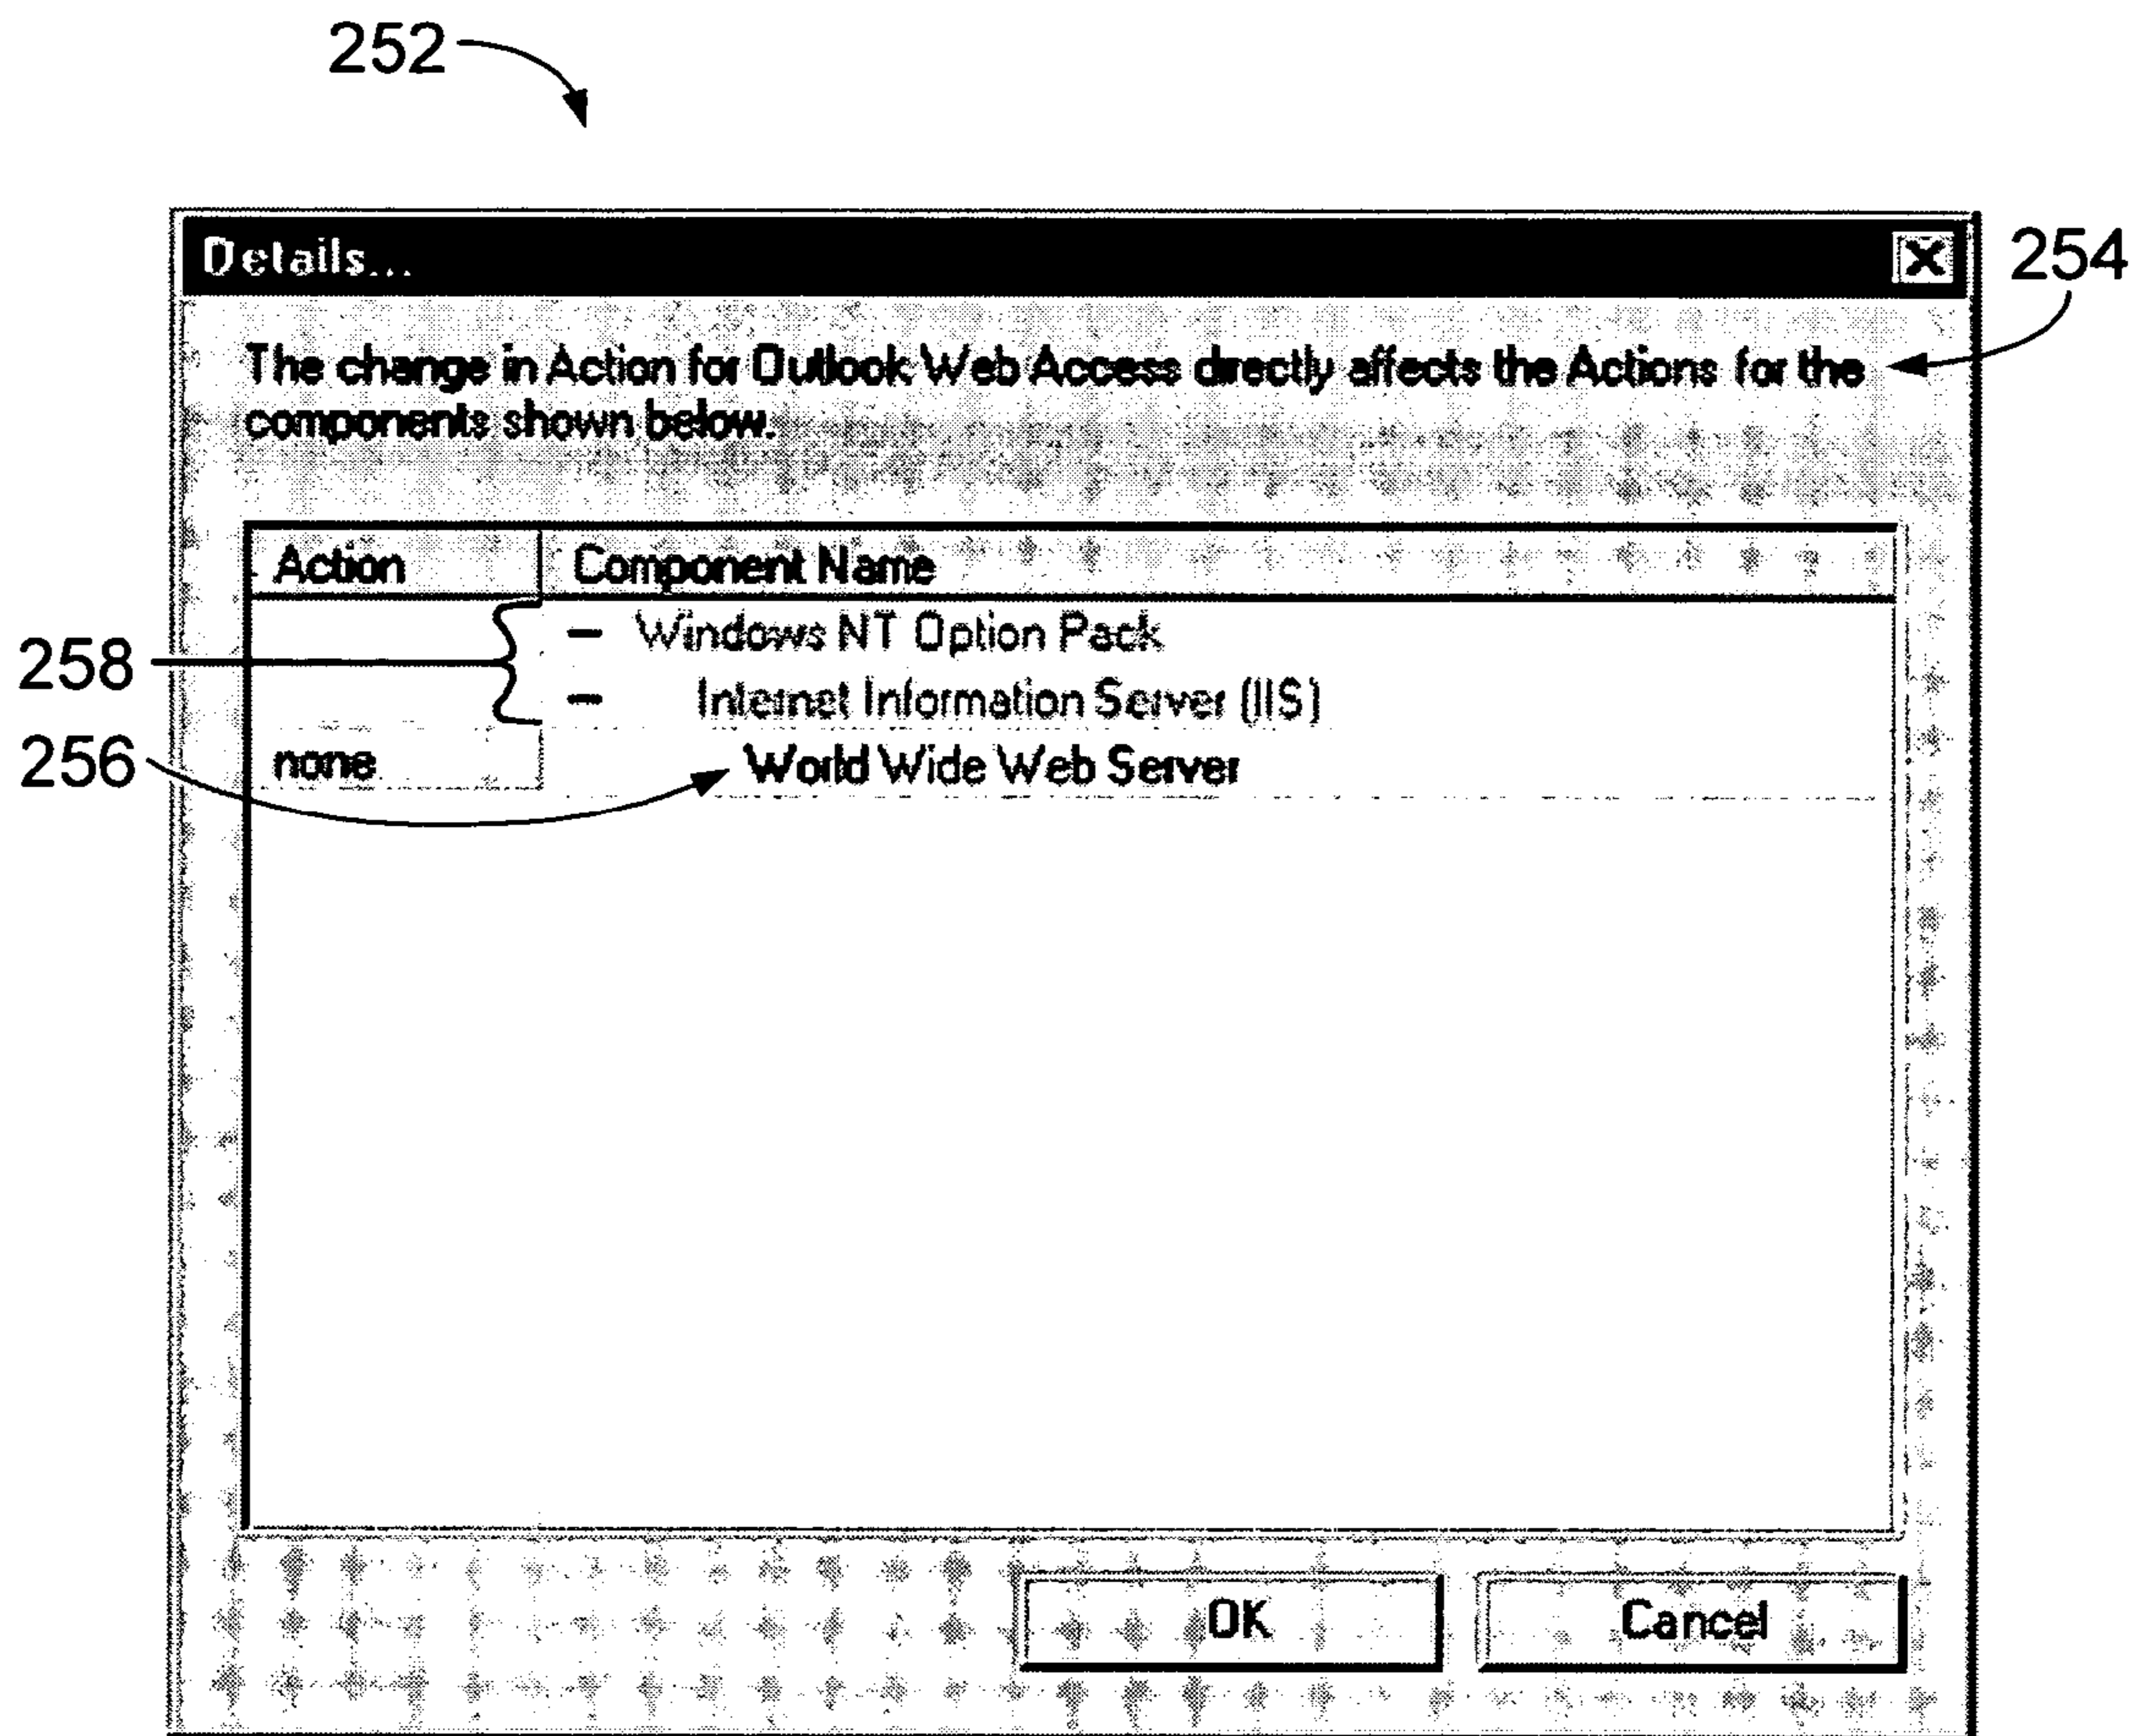 252
Details...
254
The change in Action for Outlook Web Access directly affects the Actions for the
components shown below.
Action Component Name
– Windows NT Option Pack
258 – Internet Information Server (IIS)
256 none World Wide Web Server
OK Cancel